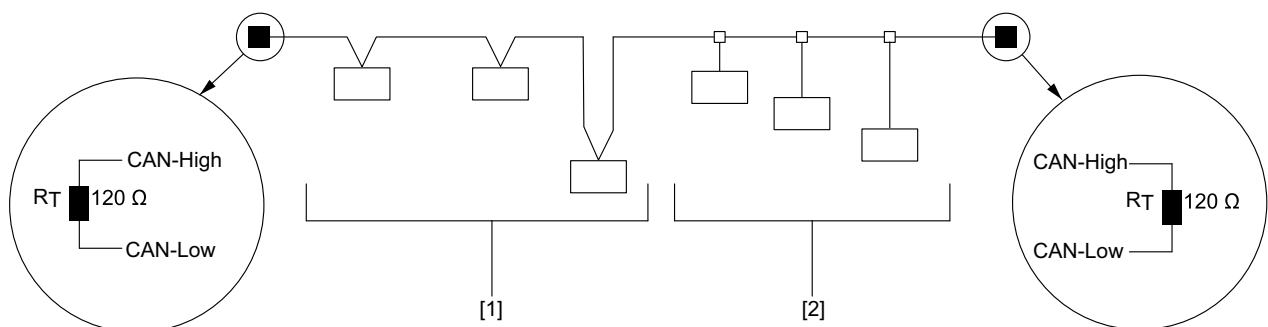 CAN-High
RT 120 Ω
CAN-Low
CAN-High
RT 120 Ω
CAN-Low
[1]
[2]